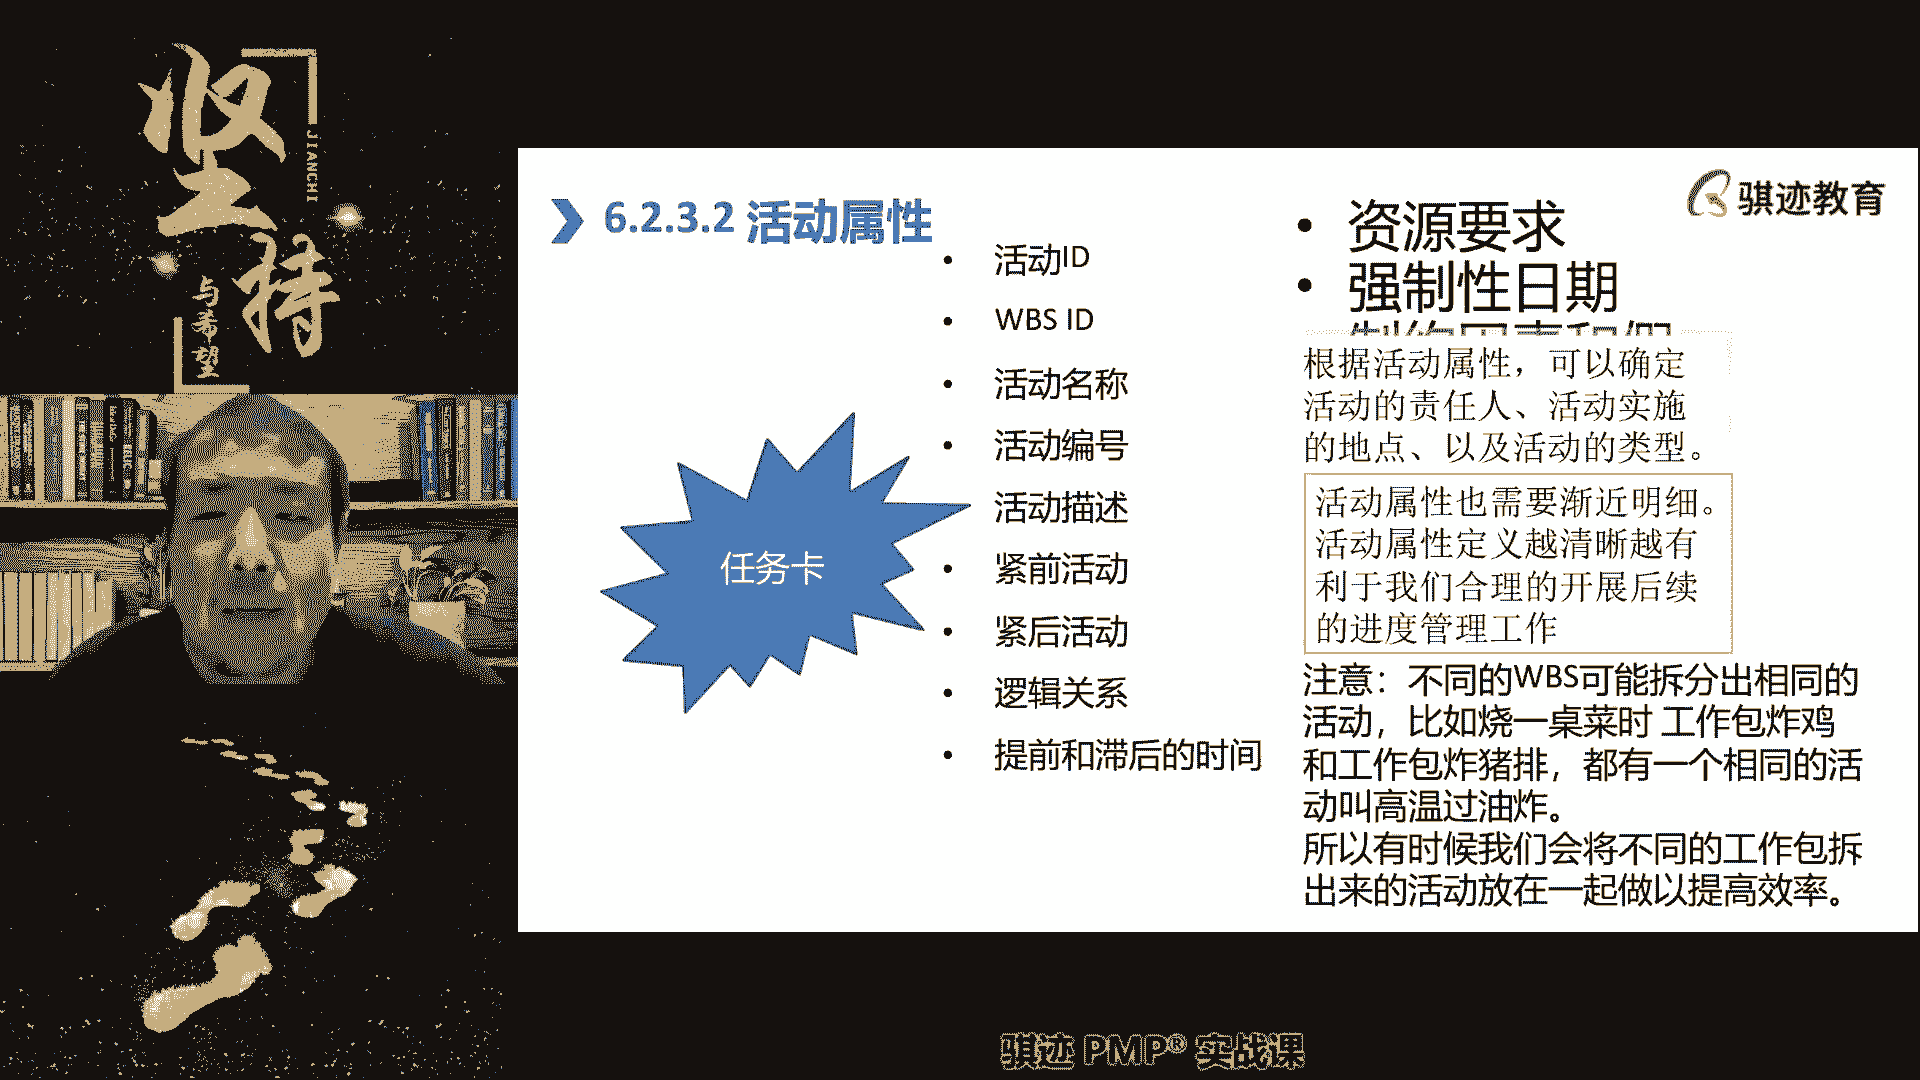 坚持
JIANCHI
与希望
骐迹教育
6.2.3.2 活动属性
• 活动ID
• WBS ID
• 活动名称
• 活动编号
• 活动描述
• 紧前活动
• 紧后活动
• 逻辑关系
• 提前和滞后的时间
任务卡
• 资源要求
• 强制性日期
根据活动属性，可以确定
活动的责任人、活动实施
的地点、以及活动的类型。
活动属性也需要渐近明细。
活动属性定义越清晰越有
利于我们合理的开展后续
的进度管理工作
注意：不同的WBS可能拆分出相同的
活动，比如烧一桌菜时 工作包炸鸡
和工作包炸猪排，都有一个相同的活
动叫高温过油炸。
所以有时候我们会将不同的工作包拆
出来的活动放在一起做以提高效率。
骐迹 PMP® 实战课